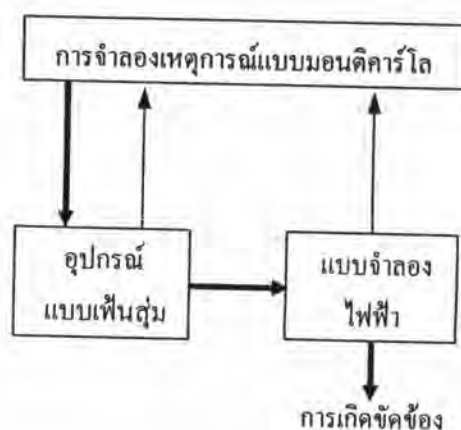 การจำลองเหตุการณ์แบบมอนติคาร์โล
อุปกรณ์
แบบเฟ้นสุ่ม
แบบจำลอง
ไฟฟ้า
การเกิดขัดข้อง